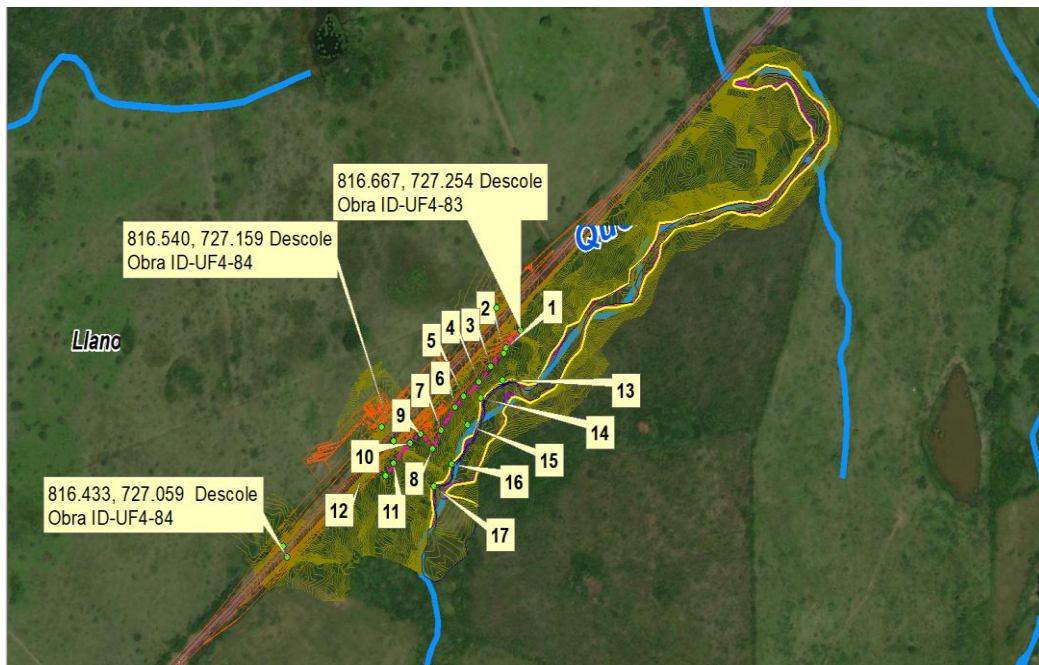 816.667, 727.254 Descole
Obra ID-UF4-83
816.540, 727.159 Descole
Obra ID-UF4-84
Llano
1
2
3
4
5
6
7
9
13
14
10
8
15
16
12
11
17
816.433, 727.059 Descole
Obra ID-UF4-84